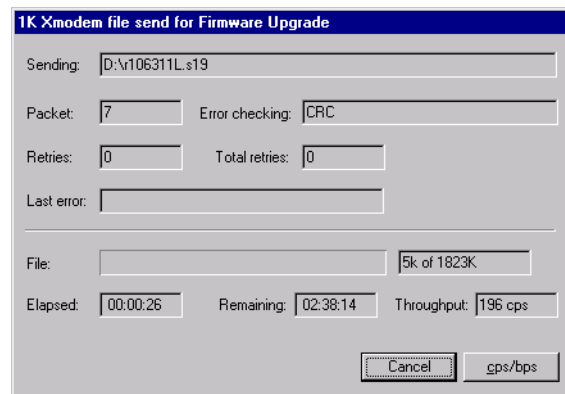 1K Xmodem file send for Firmware Upgrade
Sending: D:\r106311L.s19
Packet: 7 Error checking: CRC
Retries: 0 Total retries: 0
Last error:
File: 5k of 1823K
Elapsed: 00:00:26 Remaining: 02:38:14 Throughput: 196 cps
Cancel cps/bps